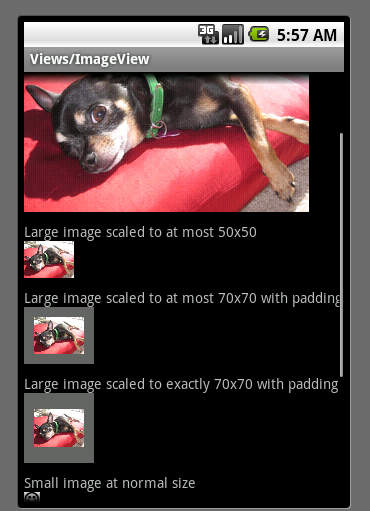 3G
5:57 AM
Views/ImageView
Large image scaled to at most 50x50
Large image scaled to at most 70x70 with padding
Large image scaled to exactly 70x70 with padding
Small image at normal size